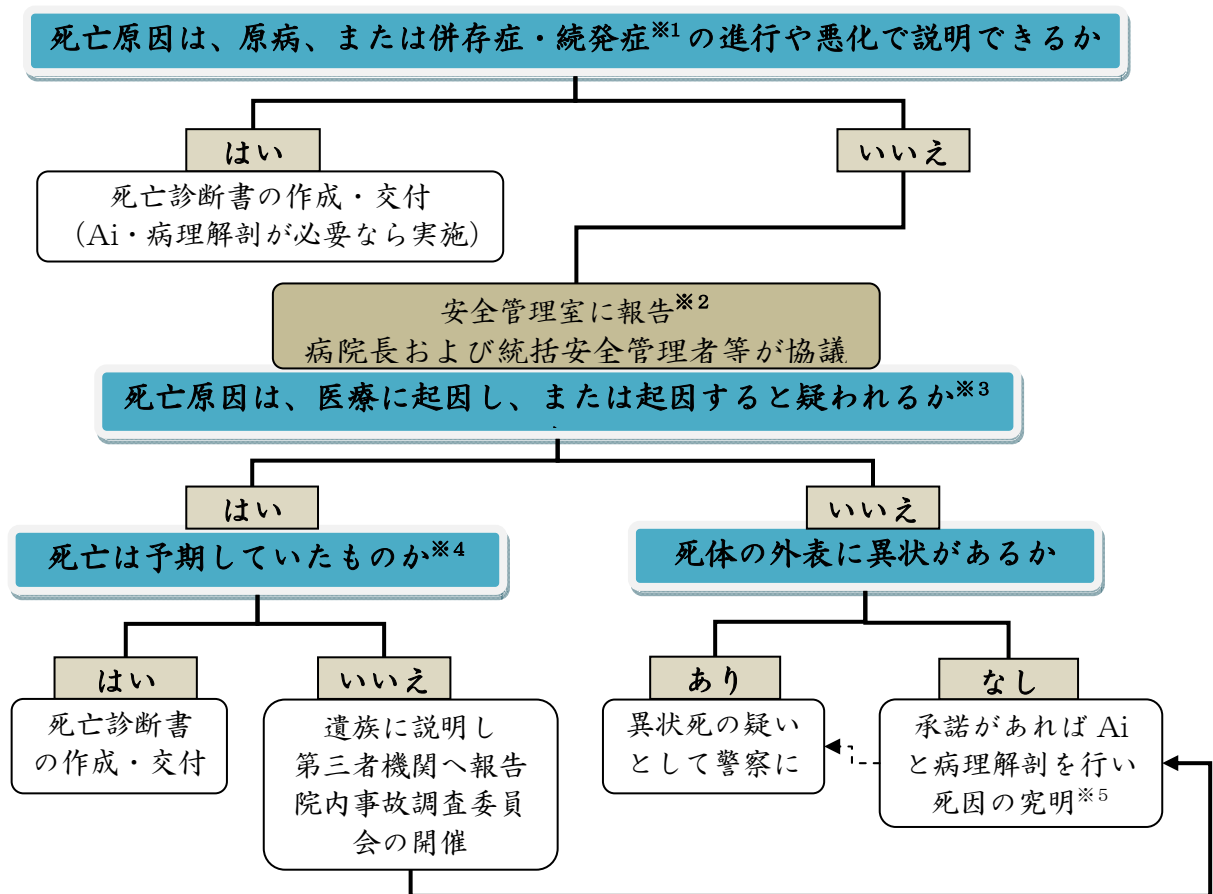 死亡原因は、原病、または併存症・続発症※1の進行や悪化で説明できるか
はい
いいえ
死亡診断書の作成・交付
（Ai・病理解剖が必要なら実施）
安全管理室に報告※2
病院長および統括安全管理者等が協議
死亡原因は、医療に起因し、または起因すると疑われるか※3
はい
いいえ
死亡は予期していたものか※4
死体の外表に異状があるか
はい
いいえ
あり
なし
死亡診断書
の作成・交付
遺族に説明し
第三者機関へ報告
院内事故調査委員
会の開催
異状死の疑い
として警察に
承諾があれば Ai
と病理解剖を行い
死因の究明※5